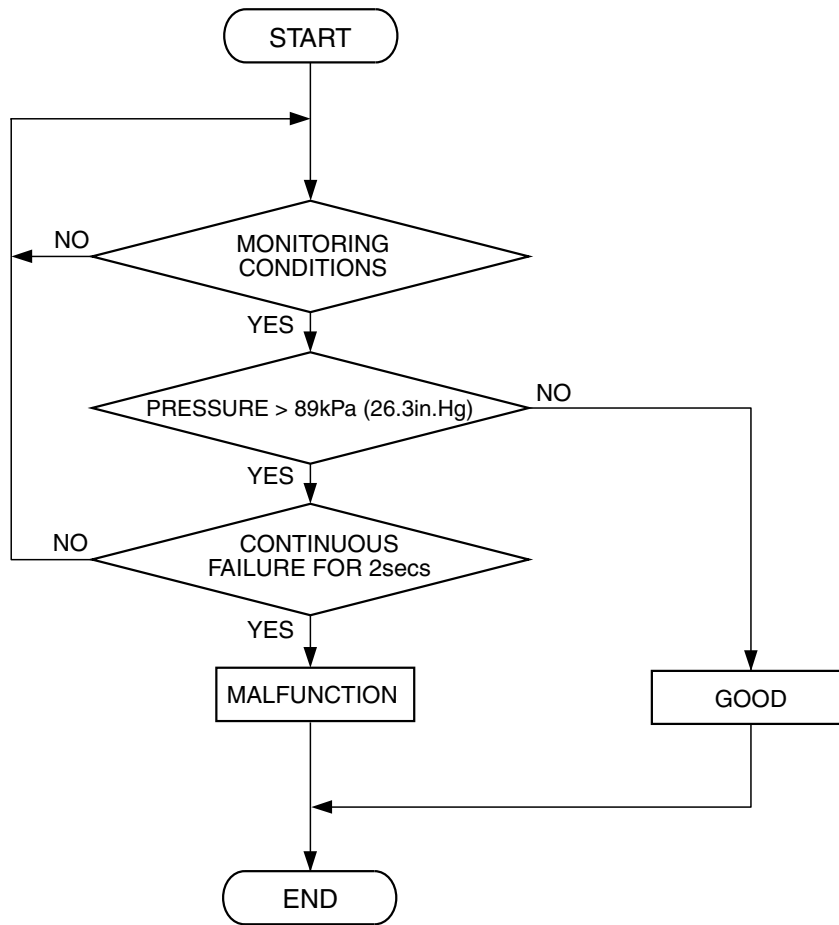 START
NO
MONITORING
CONDITIONS
YES
PRESSURE > 89kPa (26.3in.Hg)
NO
YES
NO
CONTINUOUS
FAILURE FOR 2secs
YES
MALFUNCTION
GOOD
END